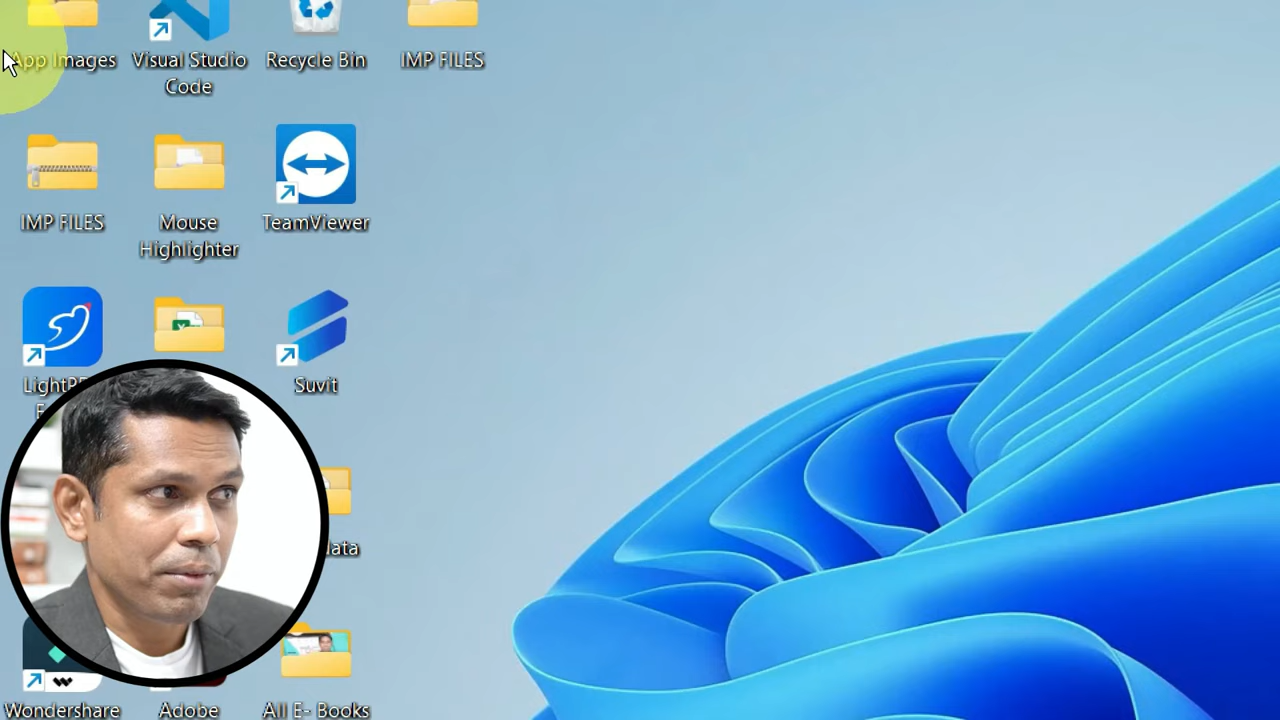 App Images
Visual Studio
Code
Recycle Bin
IMP FILES
IMP FILES
Mouse
Highlighter
TeamViewer
Suvit
Wondershare
Adobe
All E- Books